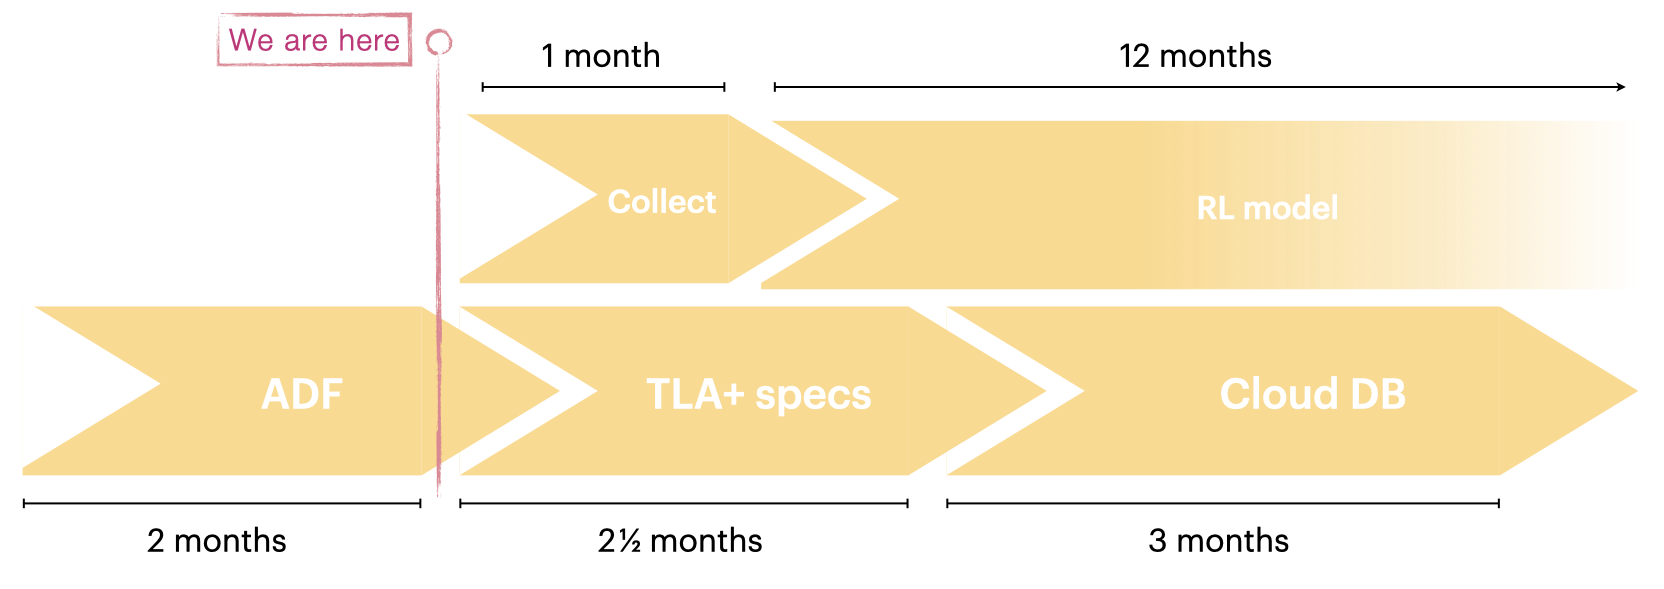 We are here
1 month
12 months
Collect
RL model
ADF
TLA+ specs
Cloud DB
2 months
2½ months
3 months